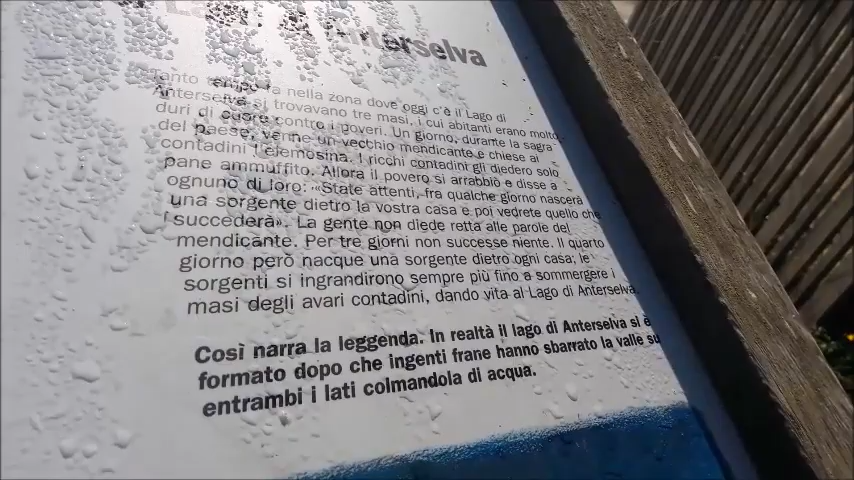 Anterselva
Tanto tempo fa nella zona dove oggi c'è il Lago di
Anterselva si trovavano tre masi, i cui abitanti erano molto
duri di cuore contro i poveri. Un giorno, durante la sagra
del paese, venne un vecchio mendicante e chiese ai
contadini l'elemosina. I ricchi contadini gli diedero solo
pane ammuffito. Allora il povero si arrabbiò e disse a
ognuno di loro: «State attenti, fra qualche giorno nascerà
una sorgente dietro la vostra casa e poi vedrete quello che
succederà». La gente non diede retta alle parole del
mendicante. Per tre giorni non successe niente. Il quarto
giorno però nacque una sorgente dietro ogni casa; le
sorgenti si ingrandirono sempre più fino a sommergere i
masi degli avari contadini, dando vita al Lago di Anterselva.
Così narra la leggenda. In realtà il lago di Anterselva si è
formato dopo che ingenti frane hanno sbarrato la valle su
entrambi i lati colmandola di acqua.